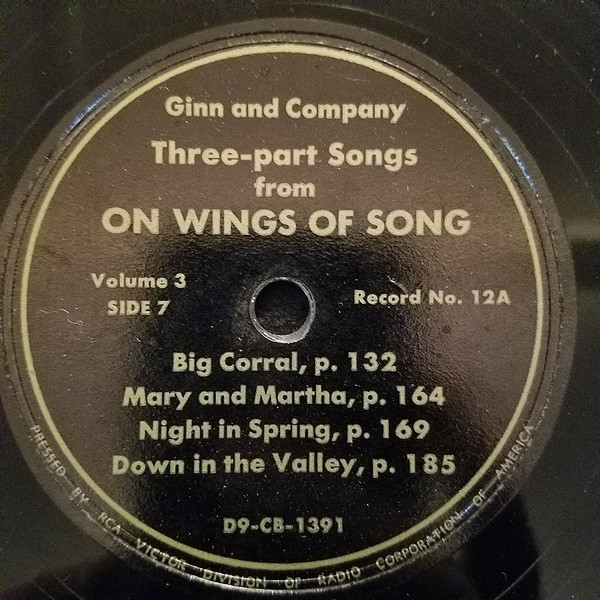 Ginn and Company
Three-part Songs
from
ON WINGS OF SONG
Volume 3
SIDE 7
Record No. 12A
Big Corral, p. 132
Mary and Martha, p. 164
Night in Spring, p. 169
Down in the Valley, p. 185
D9-CB-1391
PRESSED BY RCA VICTOR DIVISION OF RADIO CORPORATION OF AMERICA